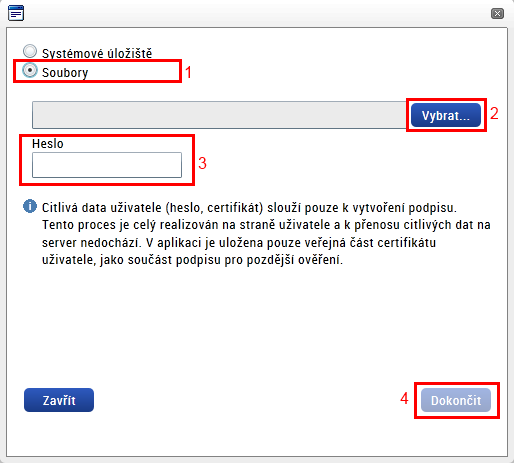 Systémové úložiště
Soubory 1
Vybrat... 2
Heslo
3
Citlivá data uživatele (heslo, certifikát) slouží pouze k vytvoření podpisu.
Tento proces je celý realizován na straně uživatele a k přenosu citlivých dat na
server nedochází. V aplikaci je uložena pouze veřejná část certifikátu
uživatele, jako součást podpisu pro pozdější ověření.
Zavřít 4 Dokončit